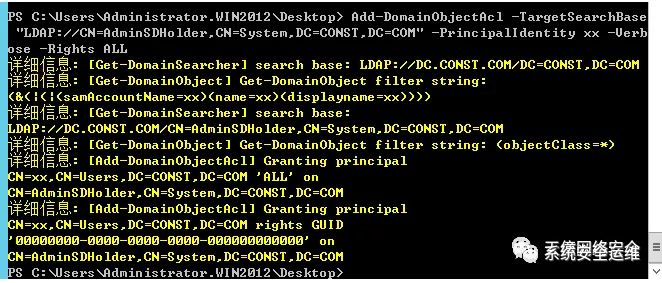 PS C:\Users\Administrator.WIN2012\Desktop> Add-DomainObjectAcl -TargetSearchBase
"LDAP://CN=AdminSDHolder,CN=System,DC=CONST,DC=COM" -PrincipalIdentity xx -Verb
ose -Rights ALL
详细信息: [Get-DomainSearcher] search base: LDAP://DC.CONST.COM/DC=CONST,DC=COM
详细信息: [Get-DomainObject] Get-DomainObject filter string:
(&(|(|(samAccountName=xx)(name=xx)(displayname=xx))))
详细信息: [Get-DomainSearcher] search base:
LDAP://DC.CONST.COM/CN=AdminSDHolder,CN=System,DC=CONST,DC=COM
详细信息: [Get-DomainObject] Get-DomainObject filter string: (objectClass=*)
详细信息: [Add-DomainObjectAcl] Granting principal
CN=xx,CN=Users,DC=CONST,DC=COM 'ALL' on
CN=AdminSDHolder,CN=System,DC=CONST,DC=COM
详细信息: [Add-DomainObjectAcl] Granting principal
CN=xx,CN=Users,DC=CONST,DC=COM rights GUID
'00000000-0000-0000-0000-000000000000' on
CN=AdminSDHolder,CN=System,DC=CONST,DC=COM
PS C:\Users\Administrator.WIN2012\Desktop>
系统安全运维